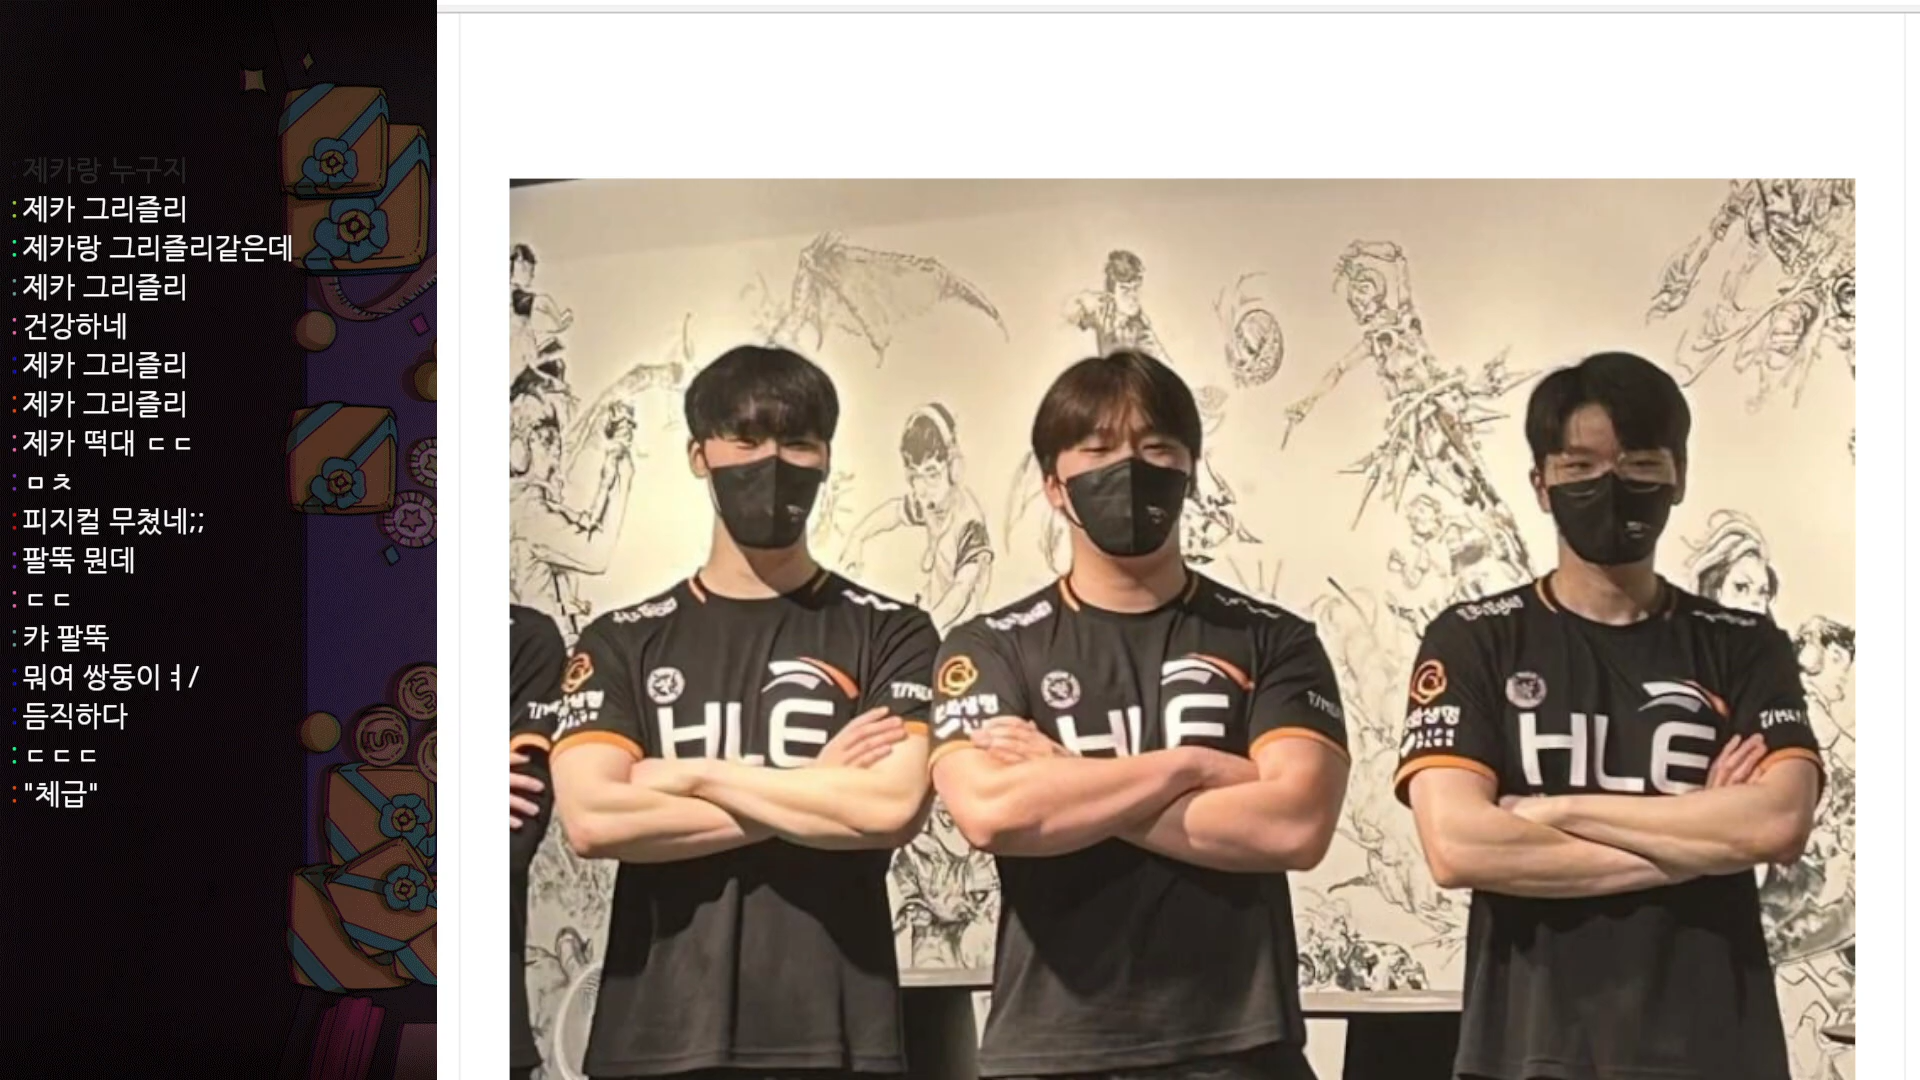 제카랑 누구지
: 제카 그리즐리
: 제카랑 그리즐리같은데
: 제카 그리즐리
: 건강하네
: 제카 그리즐리
: 제카 그리즐리
: 제카 떡대 ㄷㄷ
: ㅁㅊ
: 피지컬 무쳤네;;
: 팔뚝 뭔데
: ㄷㄷ
: 캬 팔뚝
: 뭐여 쌍둥이ㅕ/
: 듬직하다
: ㄷㄷㄷ
: "체급"
HLE
HLE
HLE